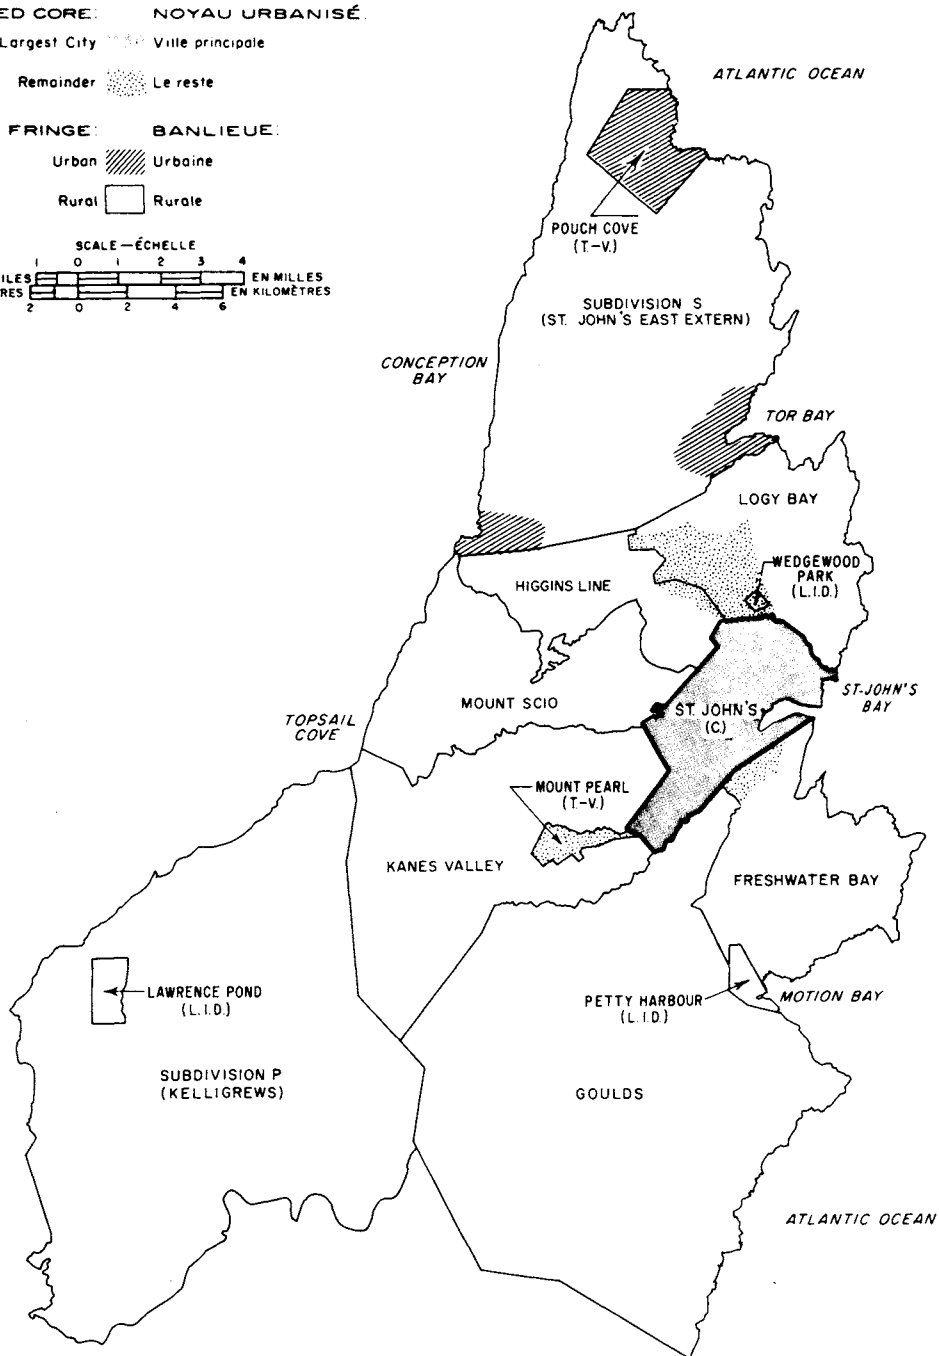 ED CORE: NOYAU URBANISÉ.
Largest City Ville principale
Remainder Le reste
FRINGE: BANLIEUE:
Urban Urbaine
Rural Rurale
SCALE—ÉCHELLE
1 0 1 2 3 4
ILES EN MILLES
RES EN KILOMÈTRES
2 0 2 4 6
ATLANTIC OCEAN
POUCH COVE
(T.-V.)
SUBDIVISION S
(ST. JOHN'S EAST EXTERN)
CONCEPTION
BAY
TOR BAY
LOGY BAY
WEDGEWOOD
PARK
(L.I.D.)
HIGGINS LINE
ST-JOHN'S
BAY
MOUNT SCIO
ST. JOHN'S
(C.)
TOPSAIL
COVE
MOUNT PEARL
(T.-V.)
KANES VALLEY
FRESHWATER BAY
LAWRENCE POND
(L.I.D.)
PETTY HARBOUR
(L.I.D.)
MOTION BAY
SUBDIVISION P
(KELLIGREWS)
GOULDS
ATLANTIC OCEAN